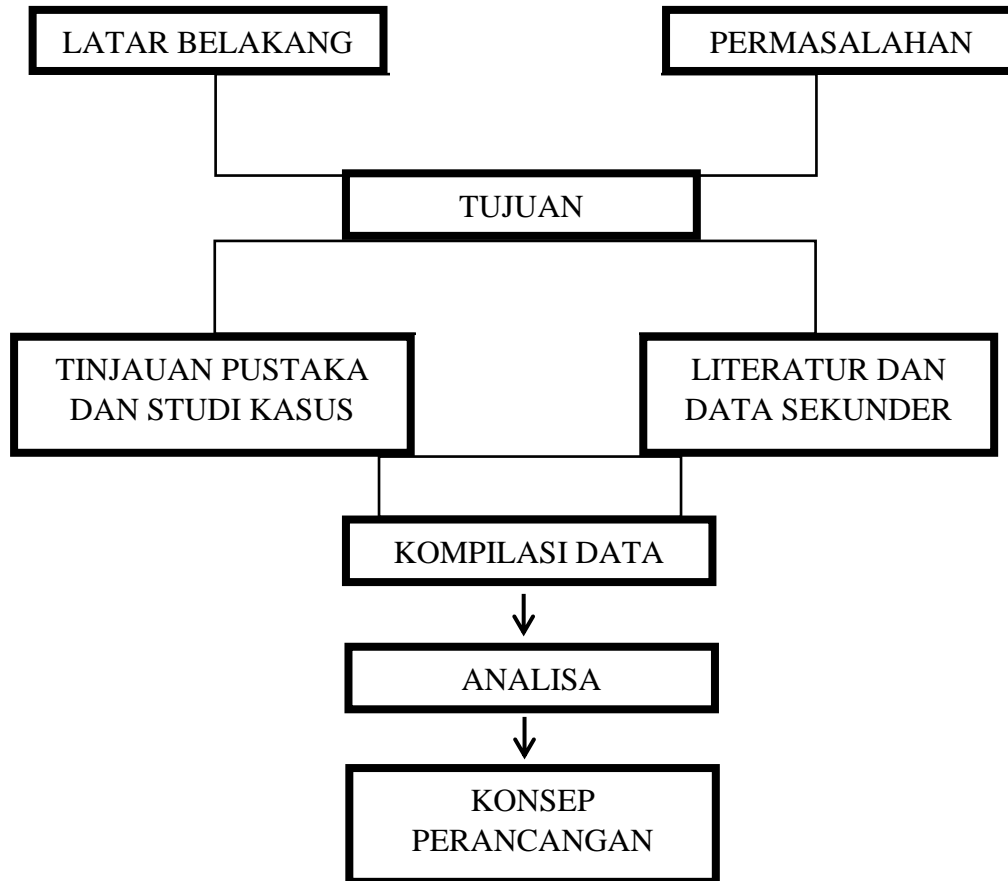 LATAR BELAKANG
PERMASALAHAN
TUJUAN
TINJAUAN PUSTAKA
DAN STUDI KASUS
LITERATUR DAN
DATA SEKUNDER
KOMPILASI DATA
ANALISA
KONSEP
PERANCANGAN